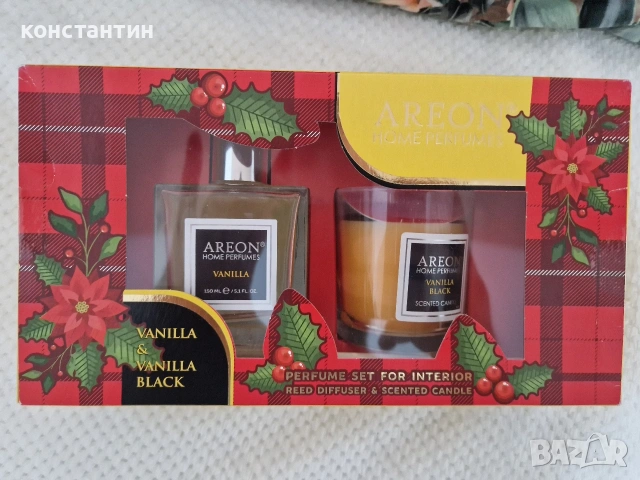 КОНСТАНТИН
AREON®
HOME PERFUMES
AREON®
HOME PERFUMES
VANILLA
150 ML ℮ / 5.1 FL. OZ.
AREON
HOME PERFUMES
VANILLA
BLACK
SCENTED CANDLE
VANILLA
&
VANILLA
BLACK
PERFUME SET FOR INTERIOR
REED DIFFUSER & SCENTED CANDLE
BAZAR